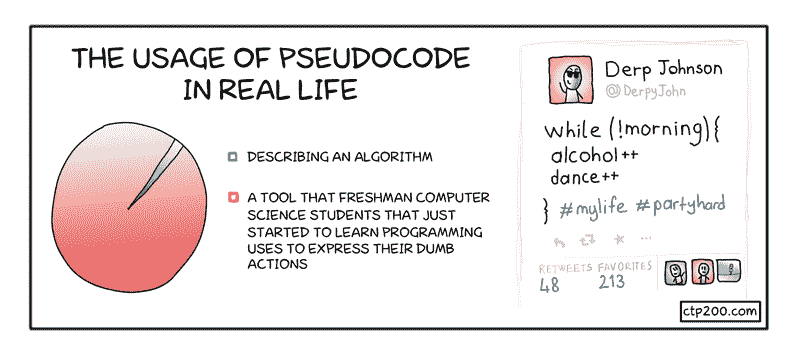 THE USAGE OF PSEUDOCODE
IN REAL LIFE
DESCRIBING AN ALGORITHM
A TOOL THAT FRESHMAN COMPUTER
SCIENCE STUDENTS THAT JUST
STARTED TO LEARN PROGRAMMING
USES TO EXPRESS THEIR DUMB
ACTIONS
Derp Johnson
@DerpyJohn
while (!morning){
alcohol++
dance++
} #mylife #partyhard
RETWEETS FAVORITES
48 213
ctp200.com